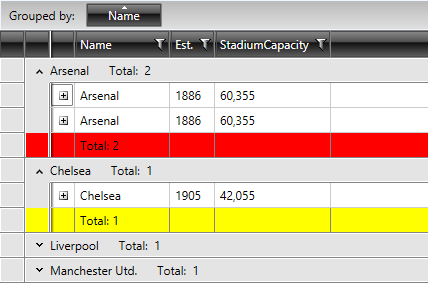 Grouped by: Name
Name Est. StadiumCapacity
Arsenal Total: 2
Arsenal 1886 60,355
Arsenal 1886 60,355
Total: 2
Chelsea Total: 1
Chelsea 1905 42,055
Total: 1
Liverpool Total: 1
Manchester Utd. Total: 1